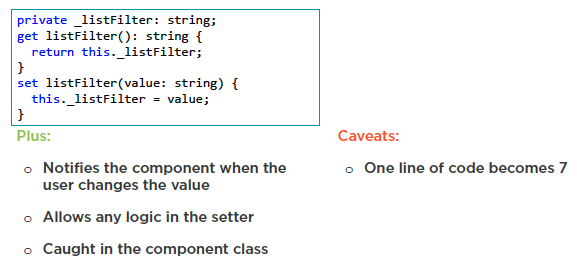 private _listFilter: string;
get listFilter(): string {
  return this._listFilter;
}
set listFilter(value: string) {
  this._listFilter = value;
}
Plus:
o Notifies the component when the
user changes the value
o Allows any logic in the setter
o Caught in the component class
Caveats:
o One line of code becomes 7